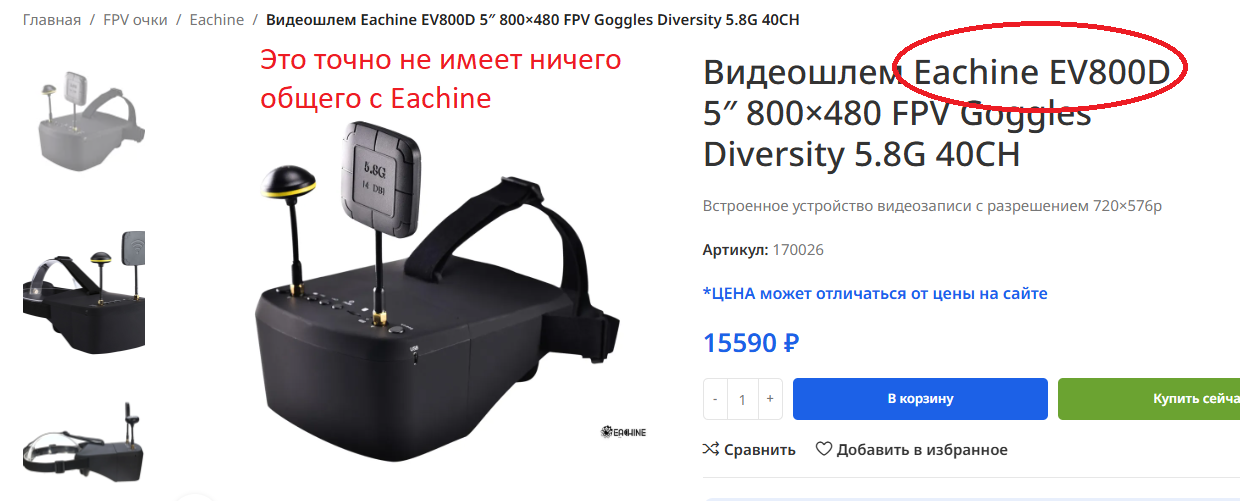 Главная / FPV очки / Eachine / Видеошлем Eachine EV800D 5″ 800×480 FPV Goggles Diversity 5.8G 40CH
Это точно не имеет ничего
общего с Eachine
5.8G
14 DBI
USB
EACHINE
Видеошлем Eachine EV800D
5″ 800×480 FPV Goggles
Diversity 5.8G 40CH
Встроенное устройство видеозаписи с разрешением 720×576p
Артикул: 170026
*ЦЕНА может отличаться от цены на сайте
15590 ₽
- 1 +
В корзину
Купить сейча
Сравнить
Добавить в избранное